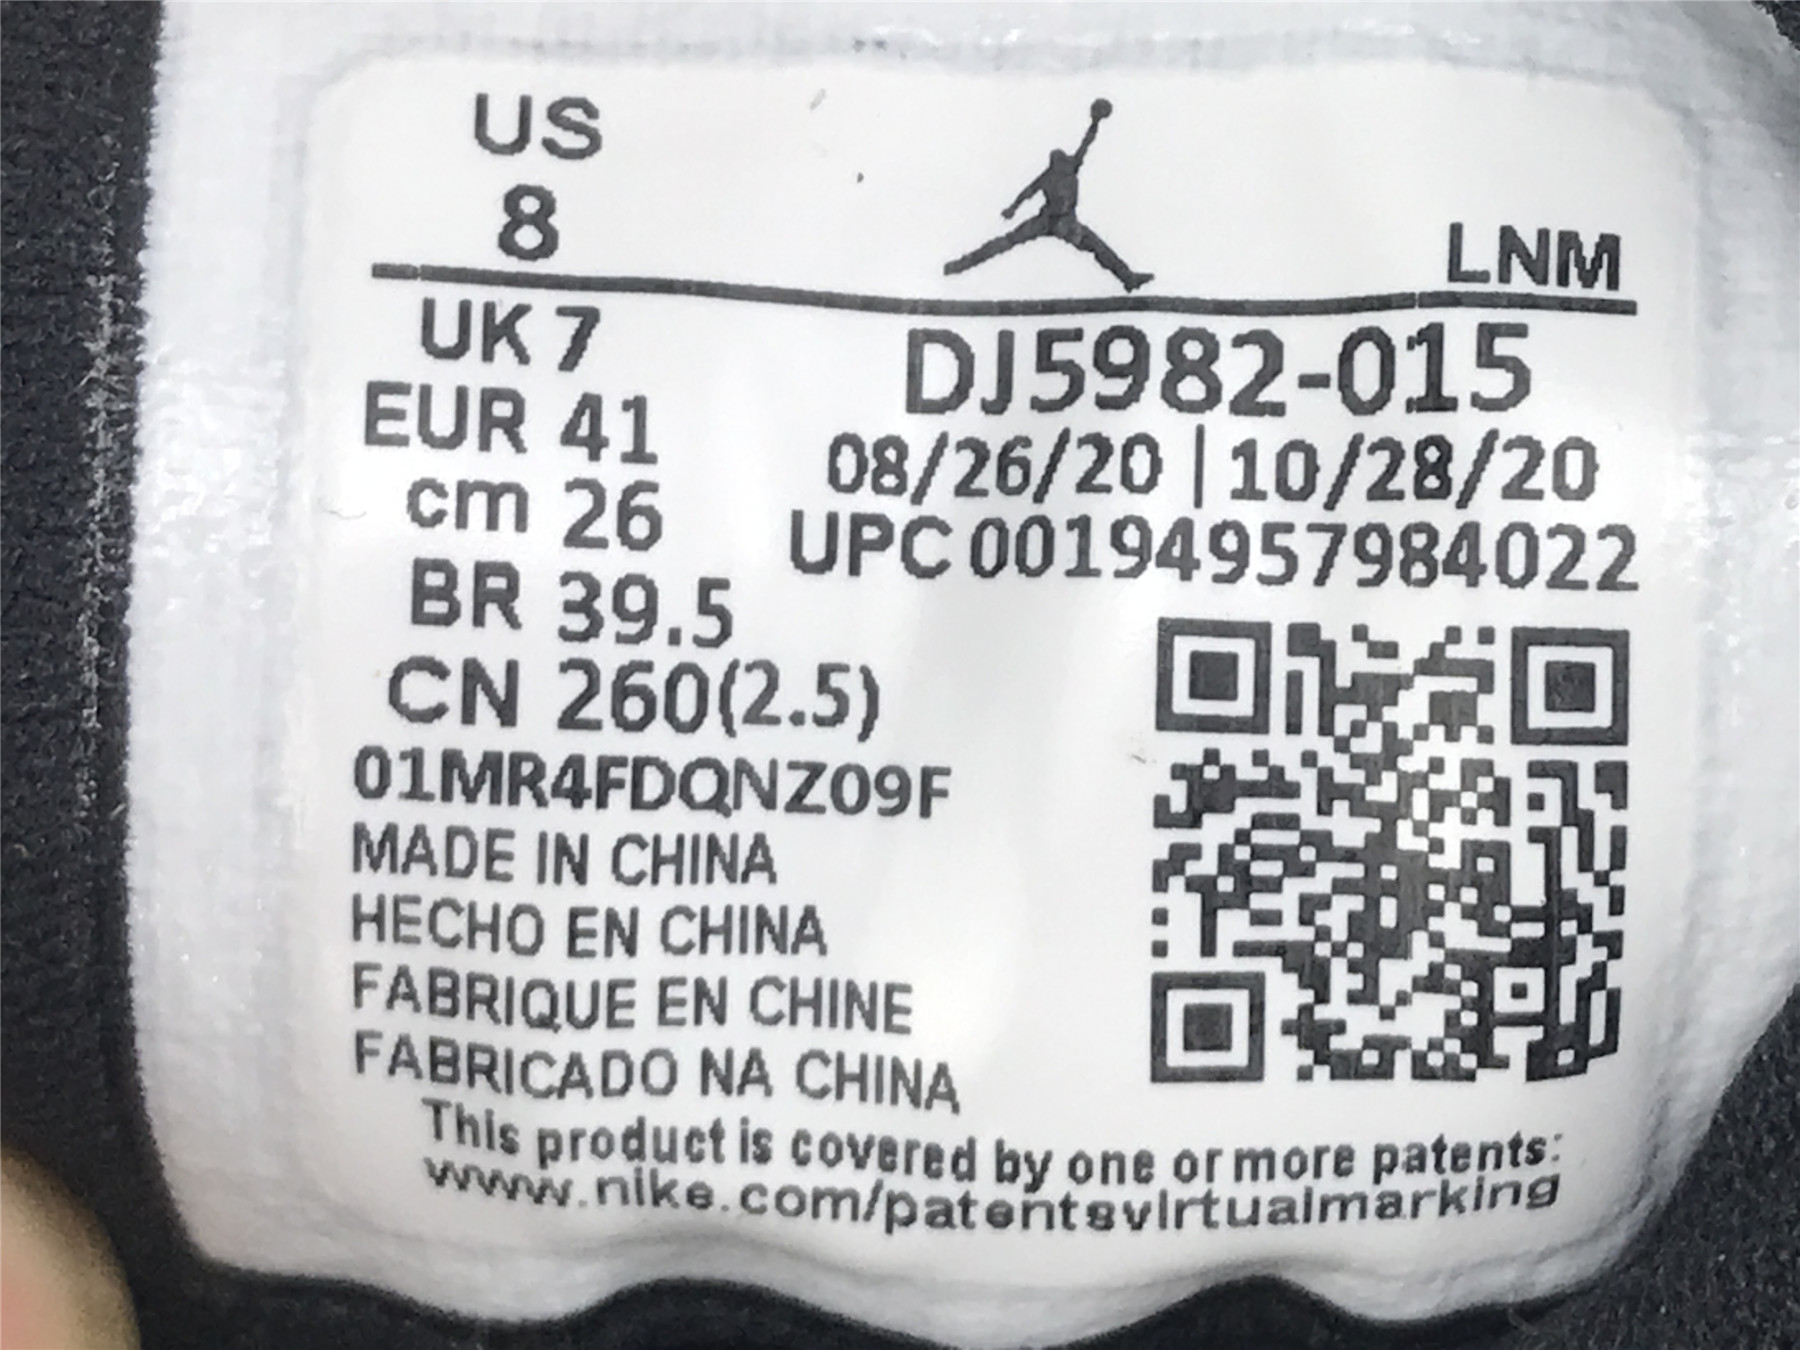 US
8
LNM
UK 7
EUR 41
cm 26
BR 39.5
CN 260(2.5)
DJ5982-015
08/26/20 | 10/28/20
UPC 00194957984022
01MR4FDQNZ09F
MADE IN CHINA
HECHO EN CHINA
FABRIQUE EN CHINE
FABRICADO NA CHINA
This product is covered by one or more patents:
www.nike.com/patentsvirtualmarking